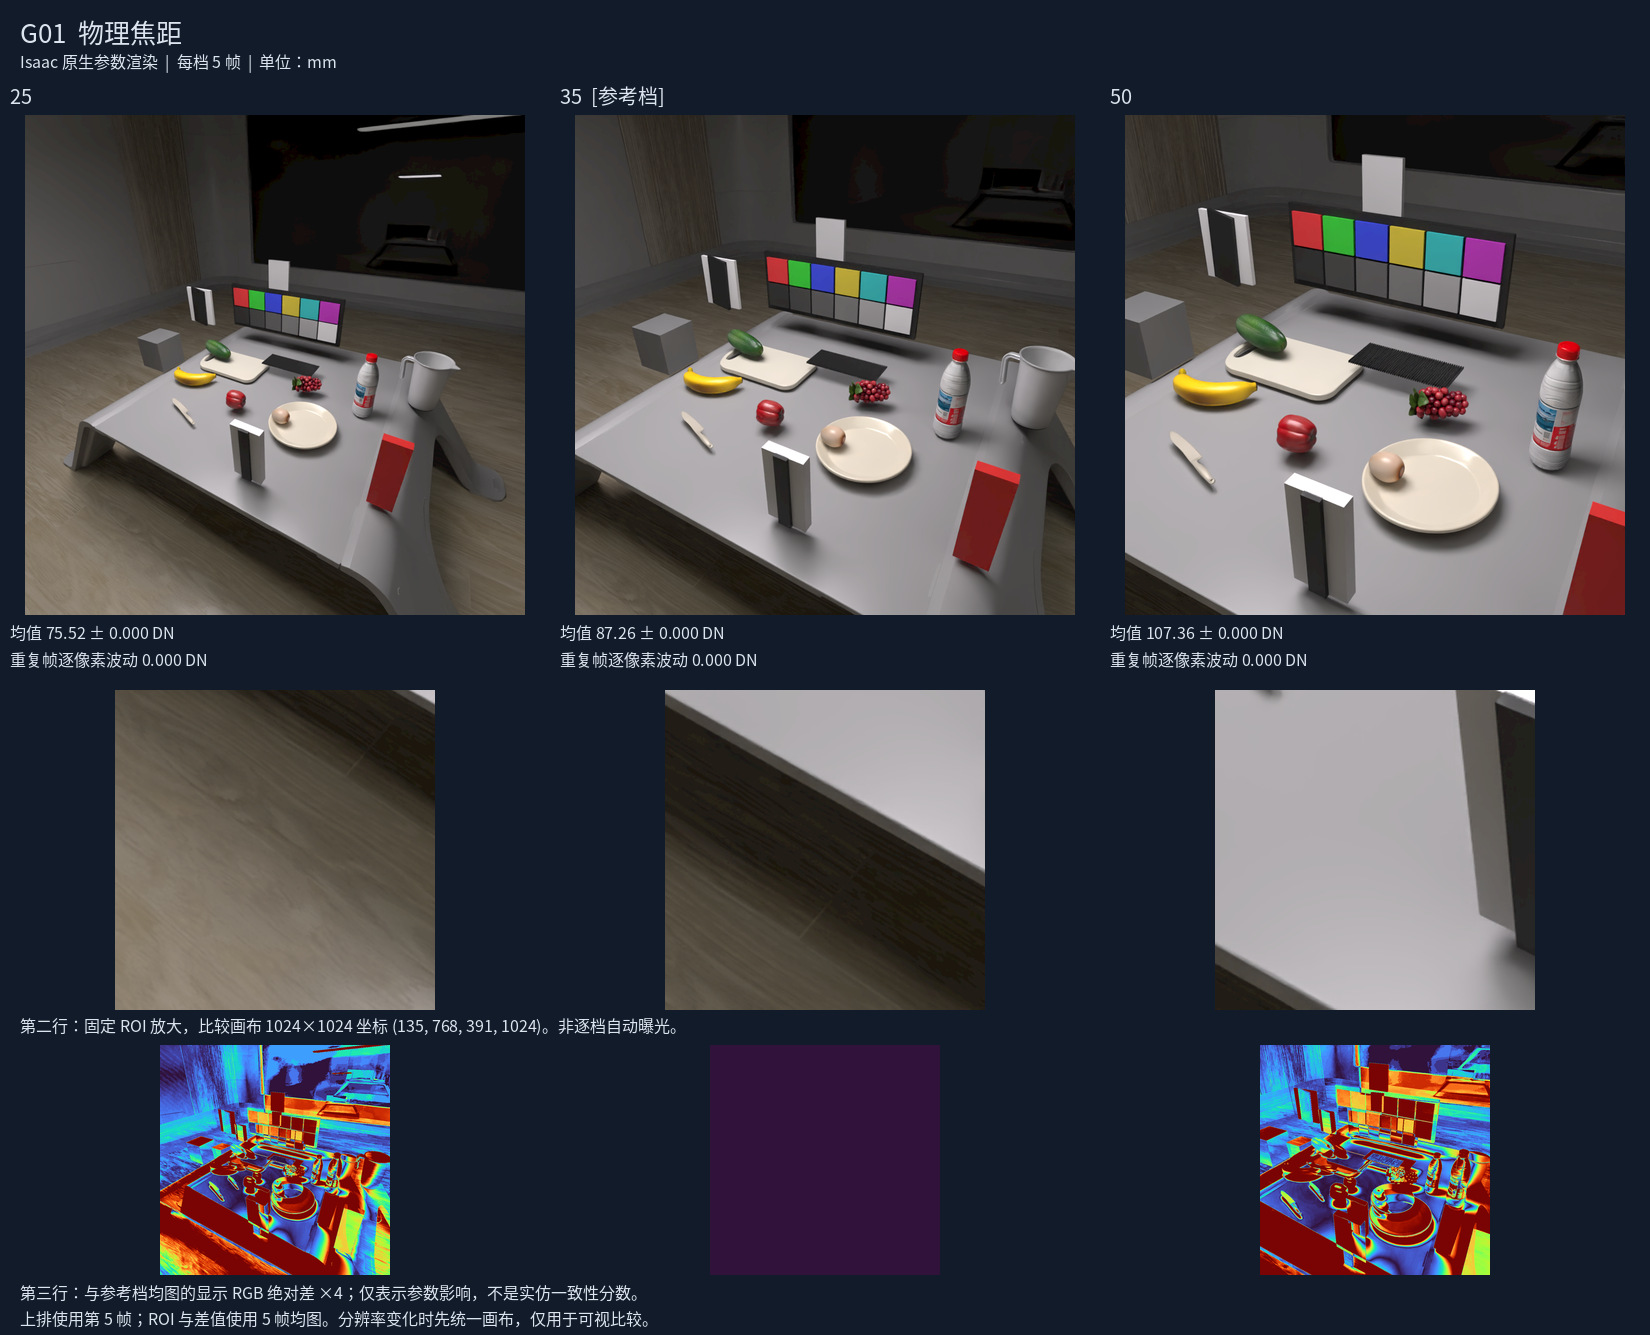 G01 物理焦距
Isaac 原生参数渲染 | 每档 5 帧 | 单位：mm
25
35 [参考档]
50
均值 75.52 ± 0.000 DN
重复帧逐像素波动 0.000 DN
均值 87.26 ± 0.000 DN
重复帧逐像素波动 0.000 DN
均值 107.36 ± 0.000 DN
重复帧逐像素波动 0.000 DN
第二行：固定 ROI 放大，比较画布 1024×1024 坐标 (135, 768, 391, 1024)。非逐档自动曝光。
第三行：与参考档均图的显示 RGB 绝对差 ×4；仅表示参数影响，不是实仿一致性分数。
上排使用第 5 帧；ROI 与差值使用 5 帧均图。分辨率变化时先统一画布，仅用于可视比较。